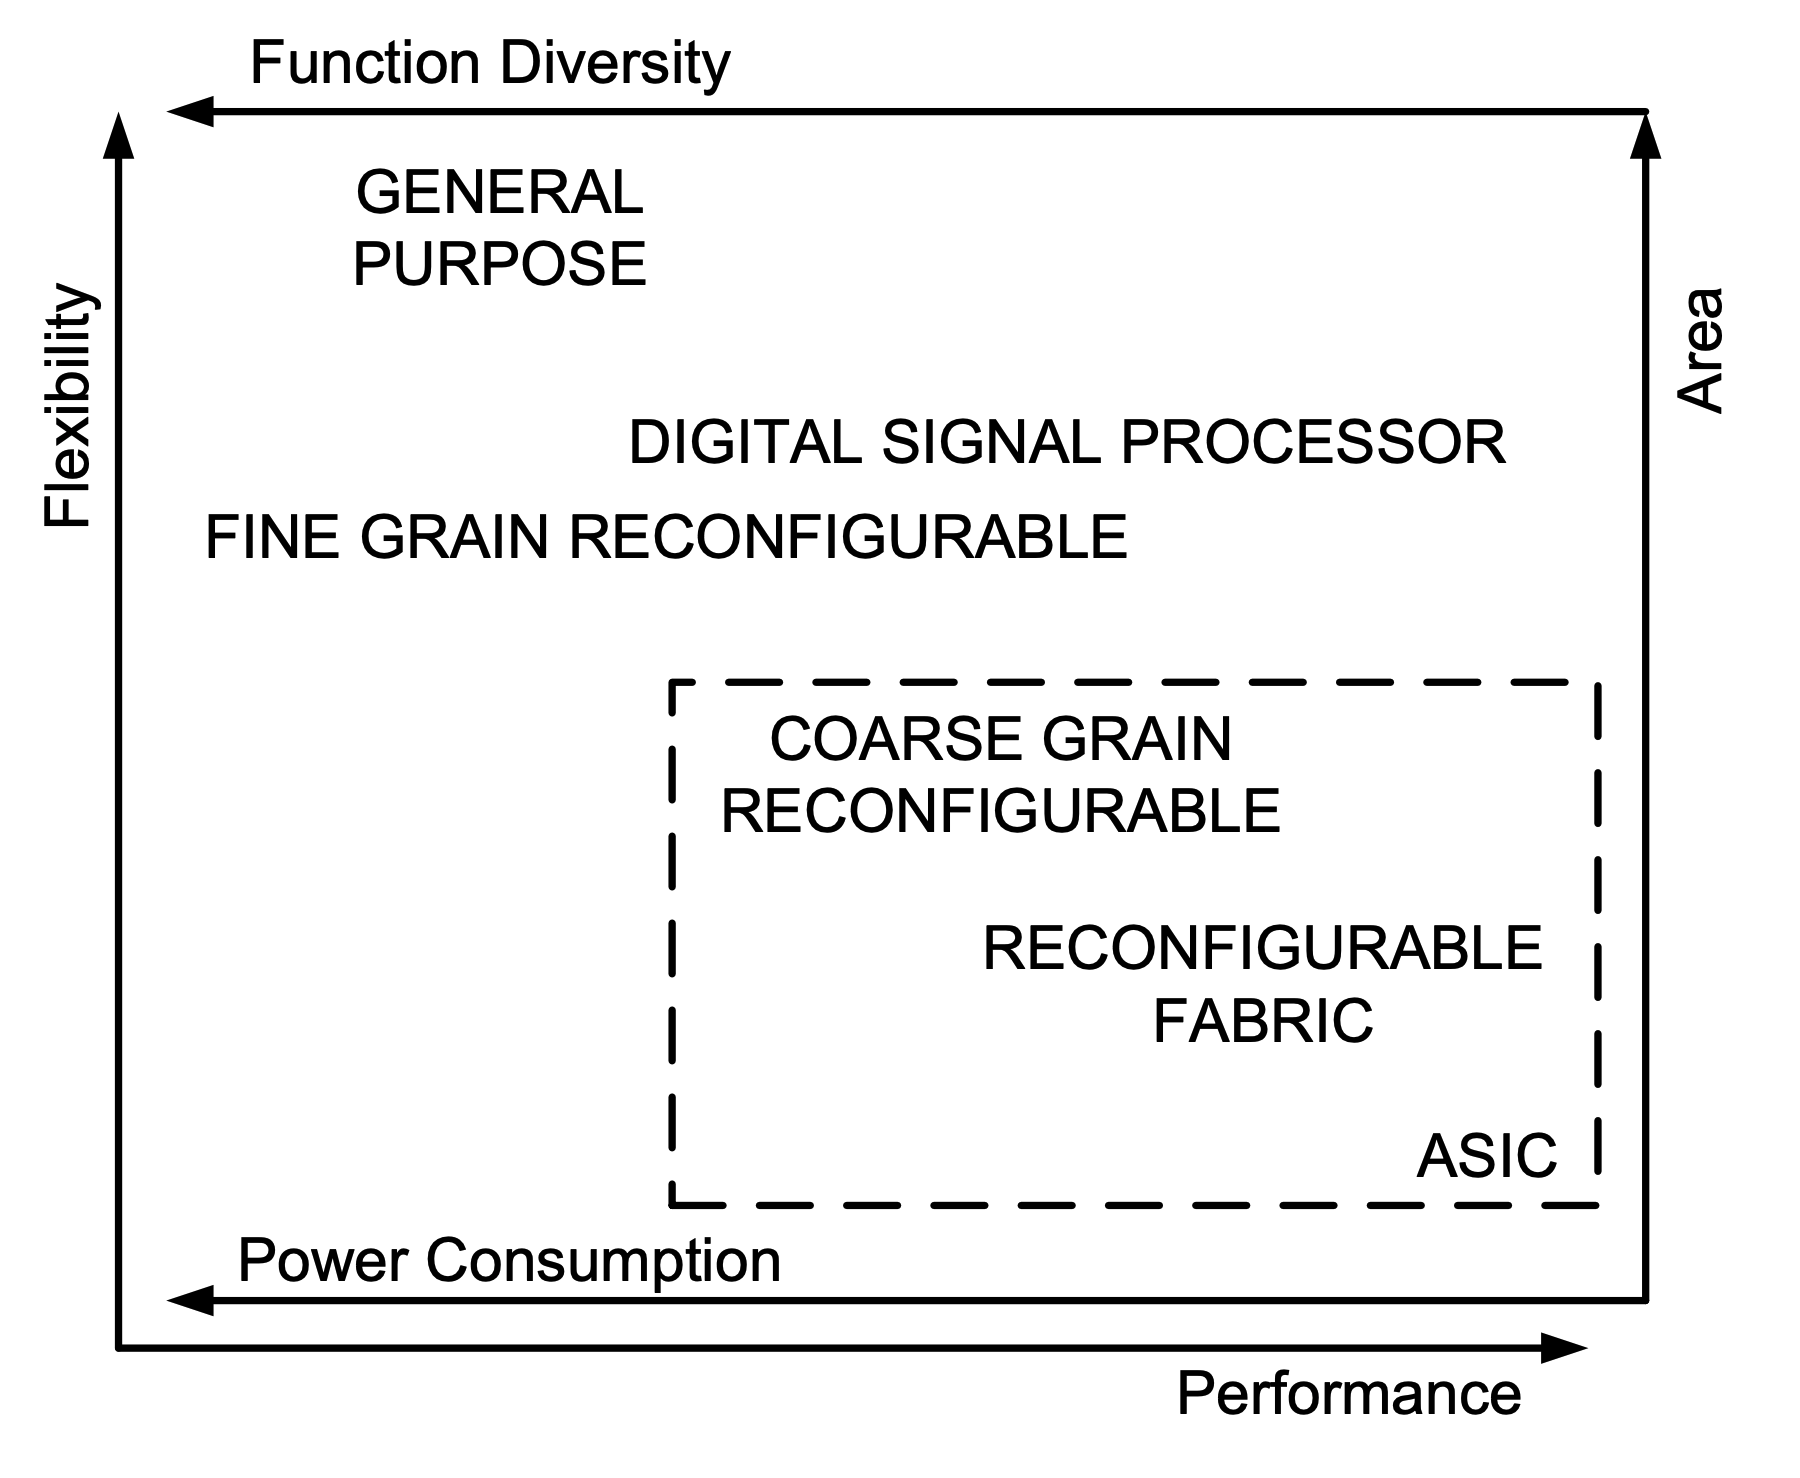 Function Diversity
GENERAL
PURPOSE
Flexibility
Area
DIGITAL SIGNAL PROCESSOR
FINE GRAIN RECONFIGURABLE
COARSE GRAIN
RECONFIGURABLE
RECONFIGURABLE
FABRIC
ASIC
Power Consumption
Performance